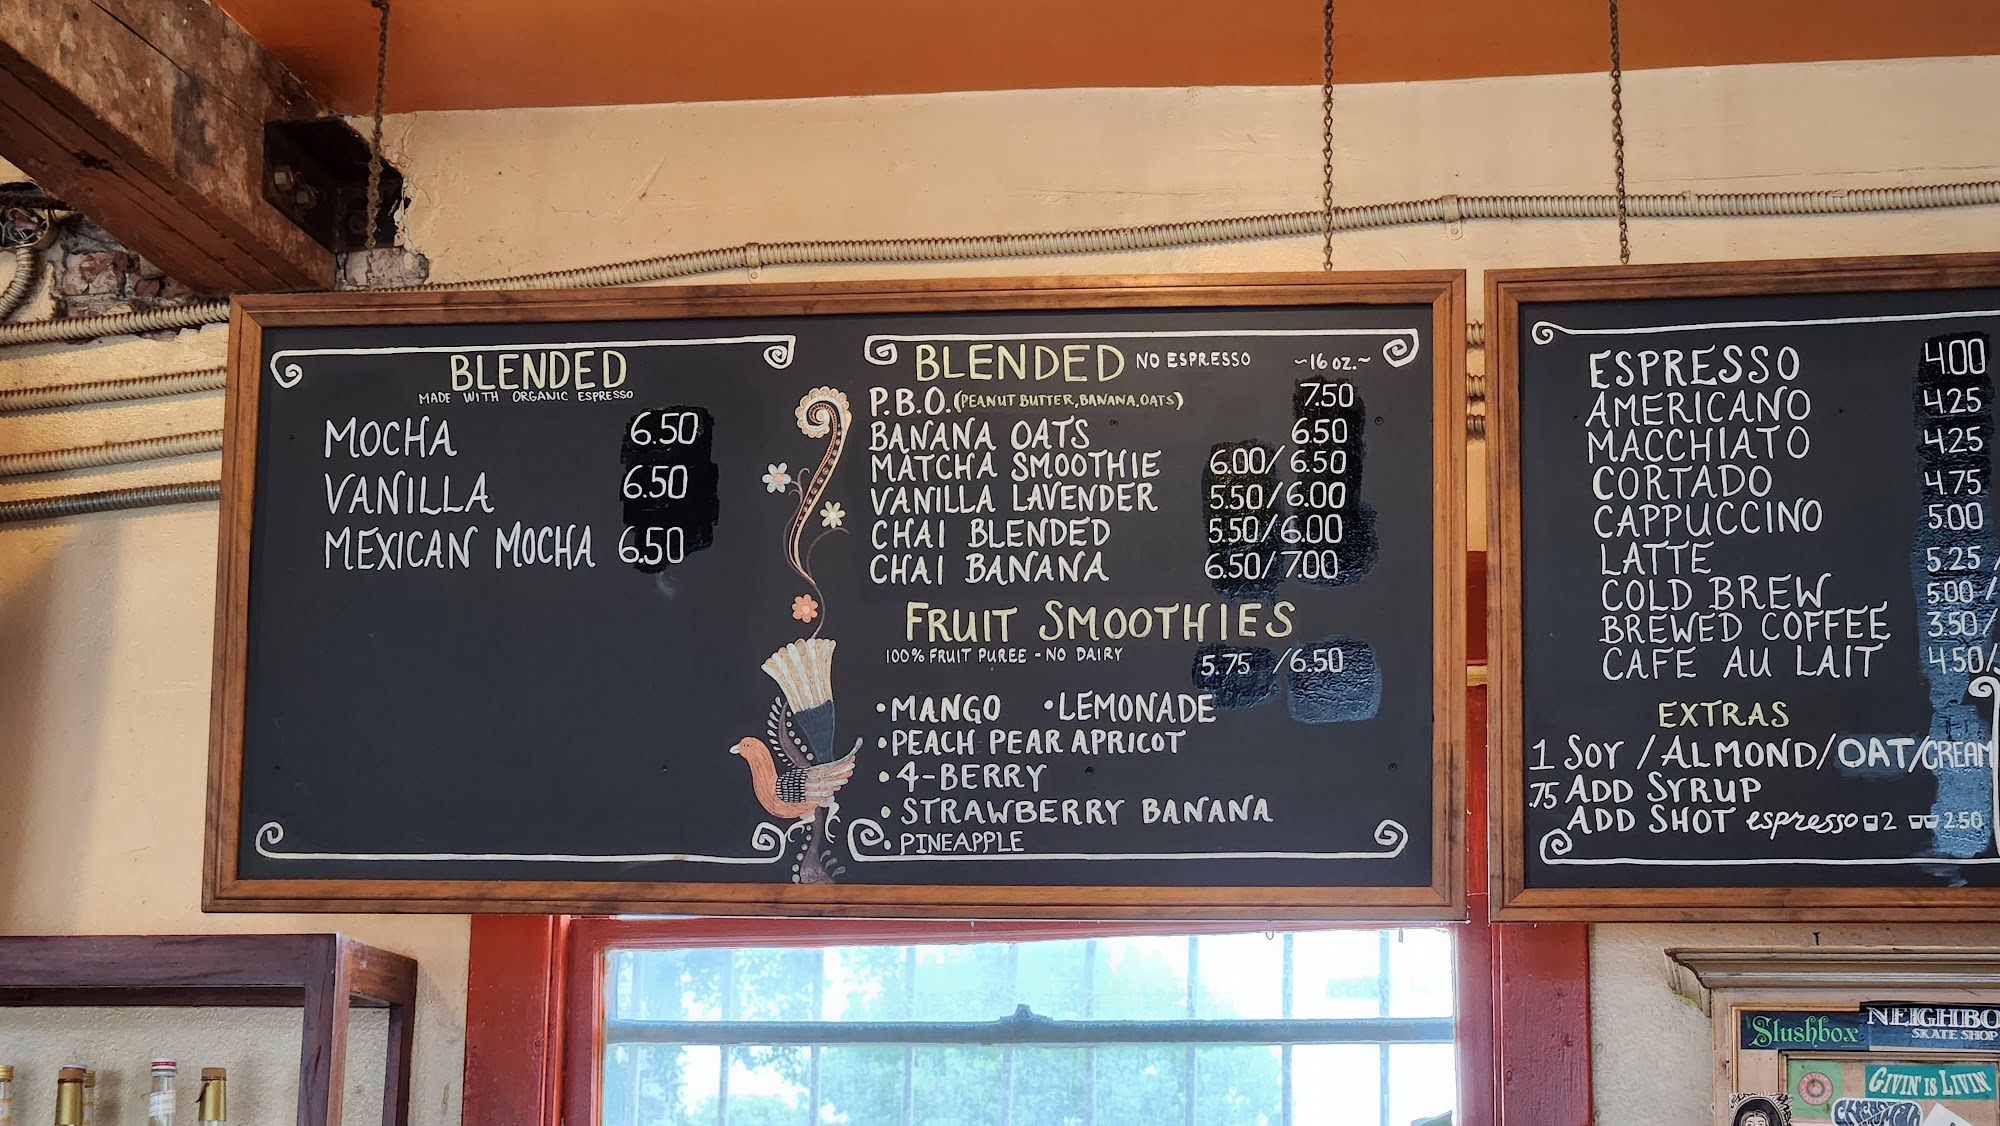 BLENDED
MADE WITH ORGANIC ESPRESSO
MOCHA 6.50
VANILLA 6.50
MEXICAN MOCHA 6.50
BLENDED NO ESPRESSO ~16 oz.~
P.B.O. (PEANUT BUTTER, BANANA, OATS) 7.50
BANANA OATS 6.50
MATCHA SMOOTHIE 6.00/6.50
VANILLA LAVENDER 5.50/6.00
CHAI BLENDED 5.50/6.00
CHAI BANANA 6.50/7.00
FRUIT SMOOTHIES
100% FRUIT PUREE - NO DAIRY 5.75 /6.50
•MANGO •LEMONADE
•PEACH PEAR APRICOT
•4-BERRY
•STRAWBERRY BANANA
•PINEAPPLE
ESPRESSO 4.00
AMERICANO 4.25
MACCHIATO 4.25
CORTADO 4.75
CAPPUCCINO 5.00
LATTE 5.25 /
COLD BREW 5.00 /
BREWED COFFEE 3.50/
CAFE AU LAIT 4.50/
EXTRAS
1 SOY / ALMOND/OAT/CREAM
.75 ADD SYRUP
ADD SHOT espresso 2 2.50
Slushbox
NEIGHBO
SKATE SHOP
GIVIN' IS LIVIN'